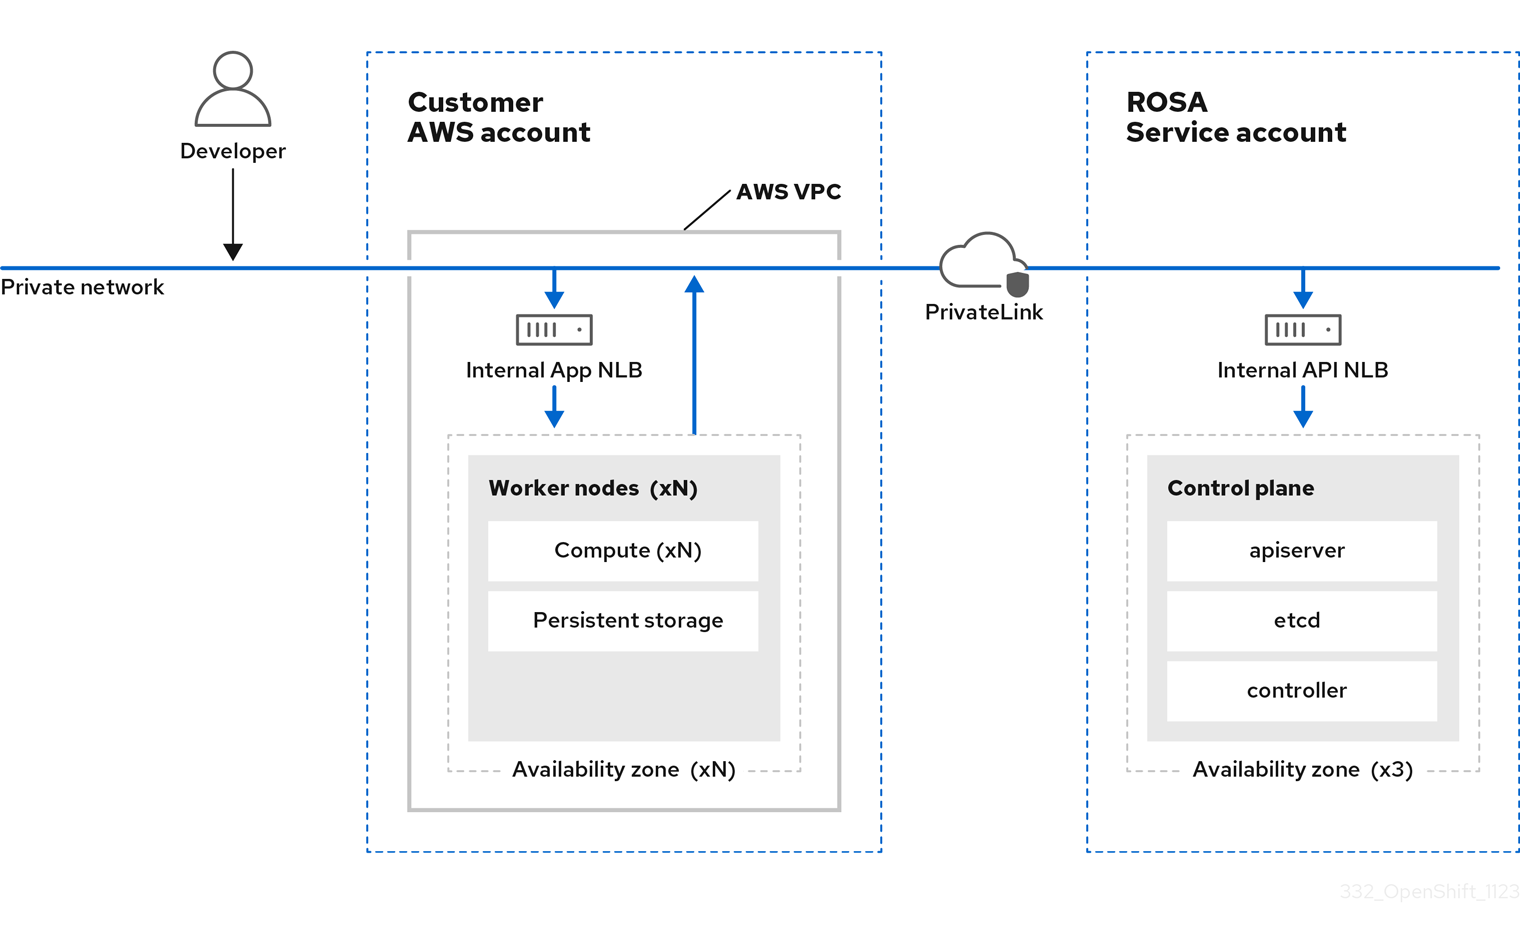 Developer
Private network
Customer
AWS account
AWS VPC
Internal App NLB
Worker nodes (xN)
Compute (xN)
Persistent storage
Availability zone (xN)
PrivateLink
ROSA
Service account
Internal API NLB
Control plane
apiserver
etcd
controller
Availability zone (x3)
332_OpenShift_1123